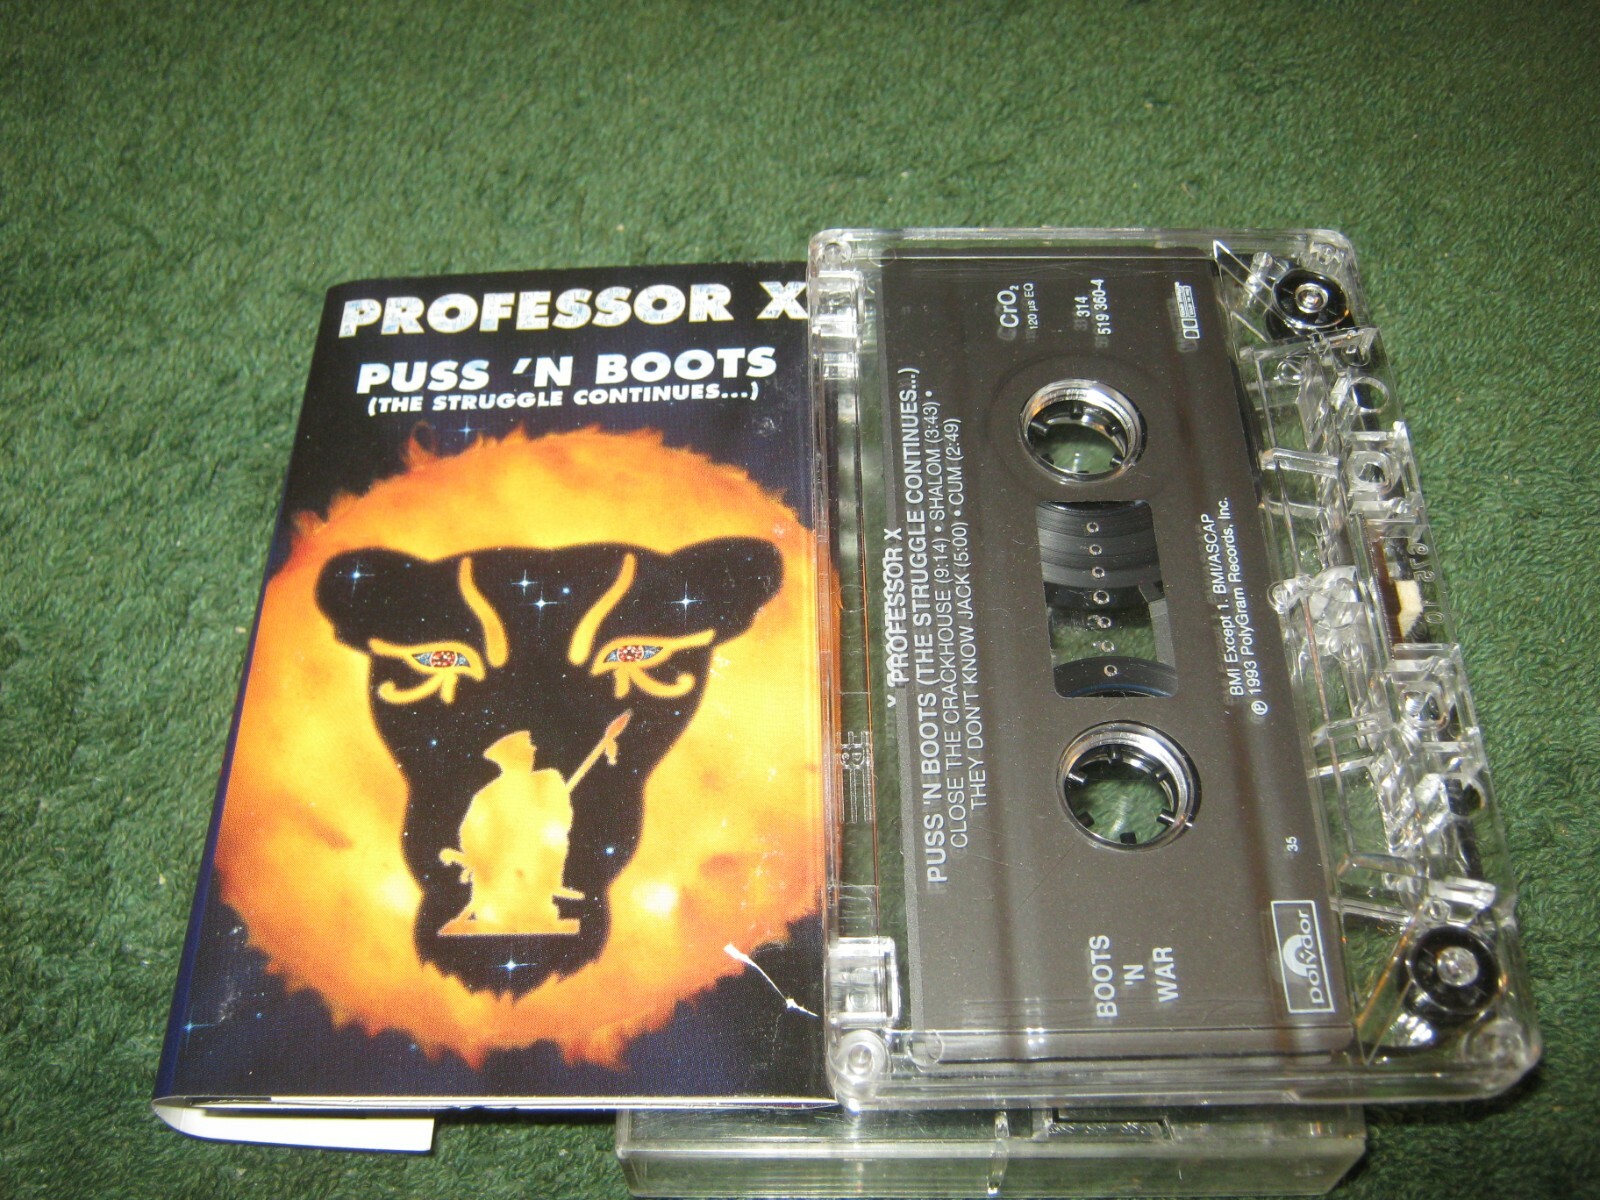 PROFESSOR X
PUSS 'N BOOTS
(THE STRUGGLE CONTINUES...)
PROFESSOR X
PUSS 'N BOOTS (THE STRUGGLE CONTINUES...)
CLOSE THE CRACKHOUSE (9:14) • SHALOM (3:43) •
THEY DON'T KNOW JACK (5:00) • CUM (2:49)
CrO2
120 µs EQ
314
519 360-4
BOOTS
'N
WAR
BMI Except 1. BMI/ASCAP
℗ 1993 PolyGram Records, Inc.
35
polydor